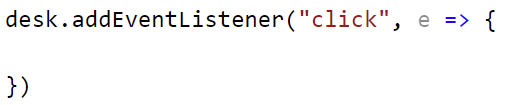 desk.addEventListener("click", e => {
})